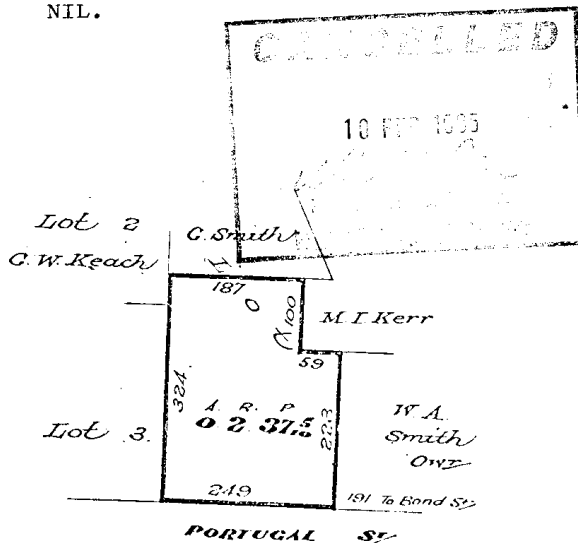 NIL.
CANCELLED
10 FEB 1995
Lot 2
G. Smith
G. W. Keach
187
100
M. I. Kerr
59
324
A. R. P.
0 2 37.5
223
Lot 3.
W. A.
Smith
Owr
249
191 To Bond St.
PORTUGAL St.